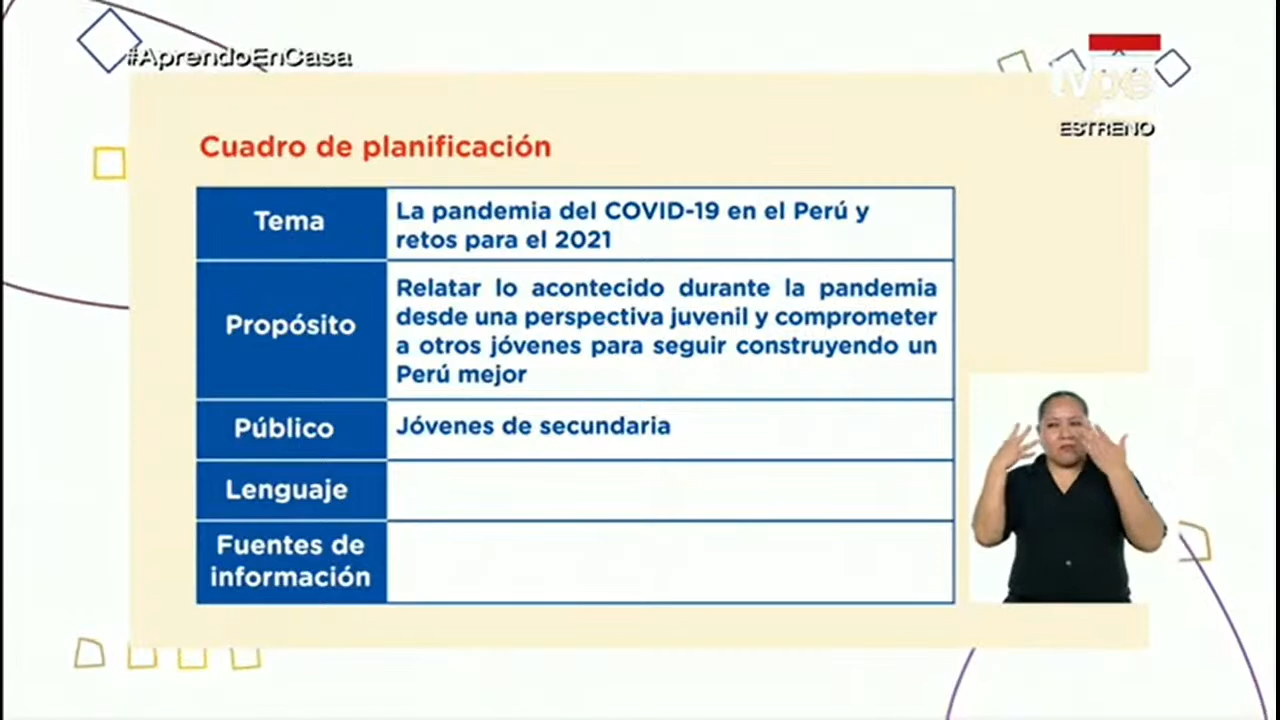 #AprendoEnCasa
tvpe
ESTRENO
Cuadro de planificación
Tema
La pandemia del COVID-19 en el Perú y
retos para el 2021
Propósito
Relatar lo acontecido durante la pandemia
desde una perspectiva juvenil y comprometer
a otros jóvenes para seguir construyendo un
Perú mejor
Público
Jóvenes de secundaria
Lenguaje
Fuentes de
información